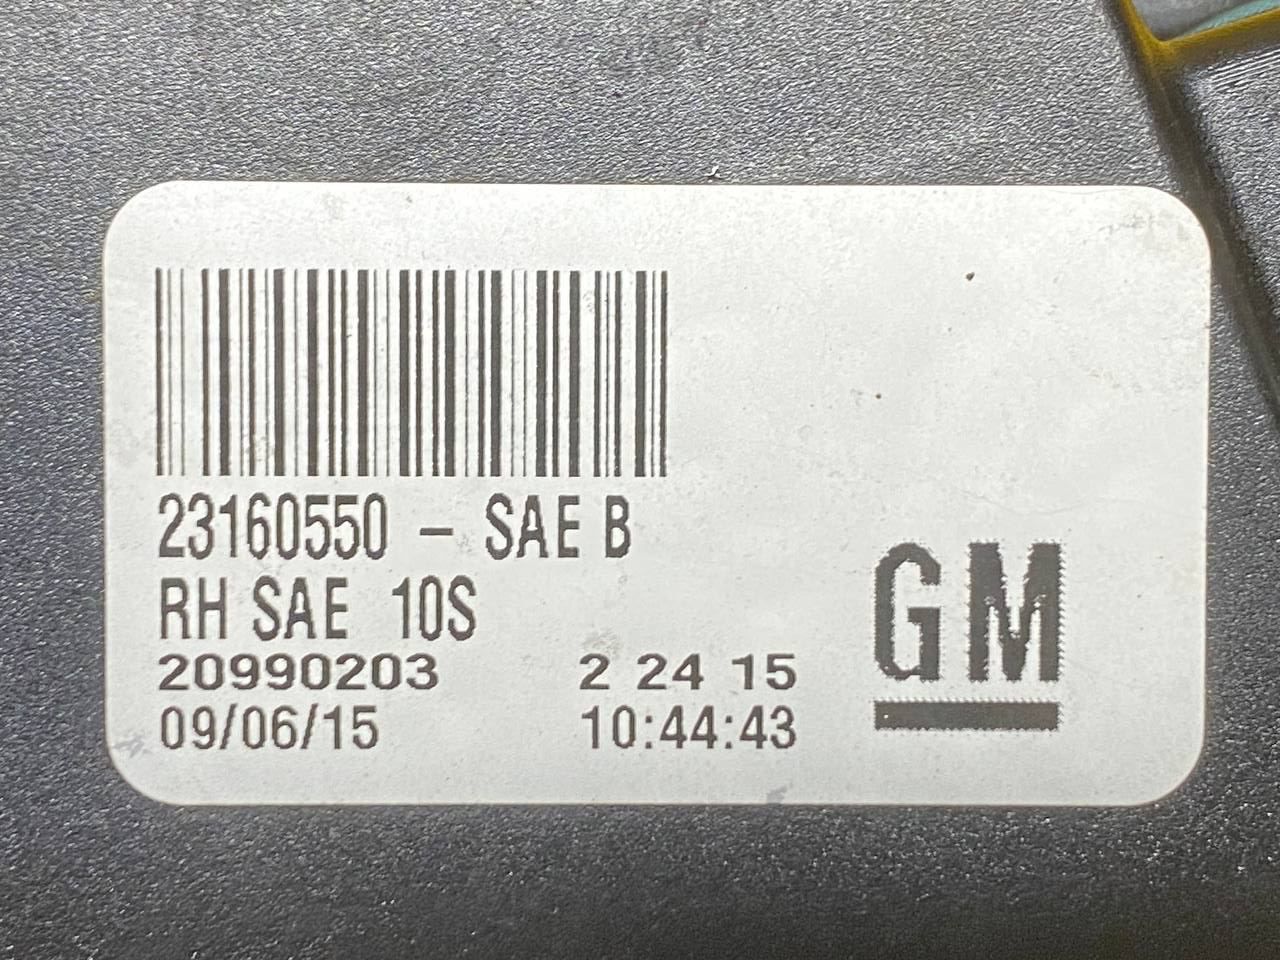 23160550 - SAE B
RH SAE 10S
20990203 2 24 15
09/06/15 10:44:43
GM